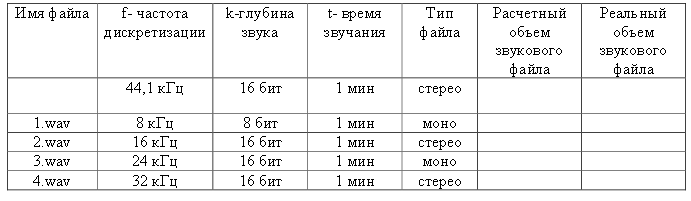 Имя файла f- частота дискретизации k-глубина звука t- время звучания Тип файла Расчетный объем звукового файла Реальный объем звукового файла
44,1 кГц 16 бит 1 мин стерео
1.wav 8 кГц 8 бит 1 мин моно
2.wav 16 кГц 16 бит 1 мин стерео
3.wav 24 кГц 16 бит 1 мин моно
4.wav 32 кГц 16 бит 1 мин стерео